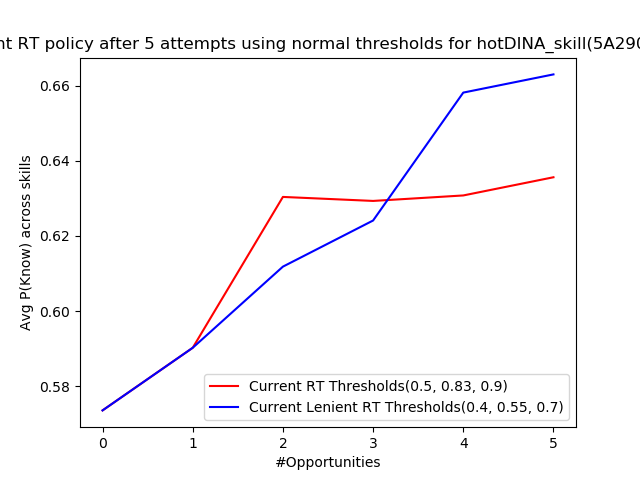 nt RT policy after 5 attempts using normal thresholds for hotDINA_skill(5A290
0.66
0.64
0.62
0.60
0.58
Avg P(Know) across skills
Current RT Thresholds(0.5, 0.83, 0.9)
Current Lenient RT Thresholds(0.4, 0.55, 0.7)
0 1 2 3 4 5
#Opportunities